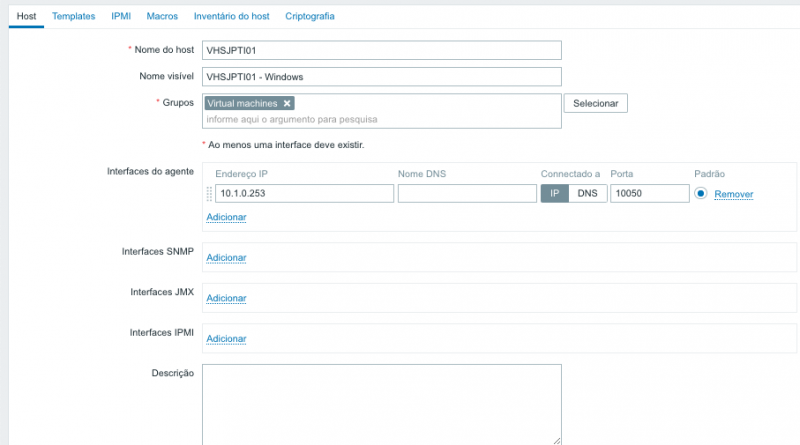 Host Templates IPMI Macros Inventário do host Criptografia
* Nome do host VHSJPTI01
Nome visível VHSJPTI01 - Windows
* Grupos Virtual machines ✖ Selecionar
informe aqui o argumento para pesquisa
* Ao menos uma interface deve existir.
Interfaces do agente Endereço IP Nome DNS Connectado a Porta Padrão
10.1.0.253 IP DNS 10050 Remover
Adicionar
Interfaces SNMP Adicionar
Interfaces JMX Adicionar
Interfaces IPMI Adicionar
Descrição